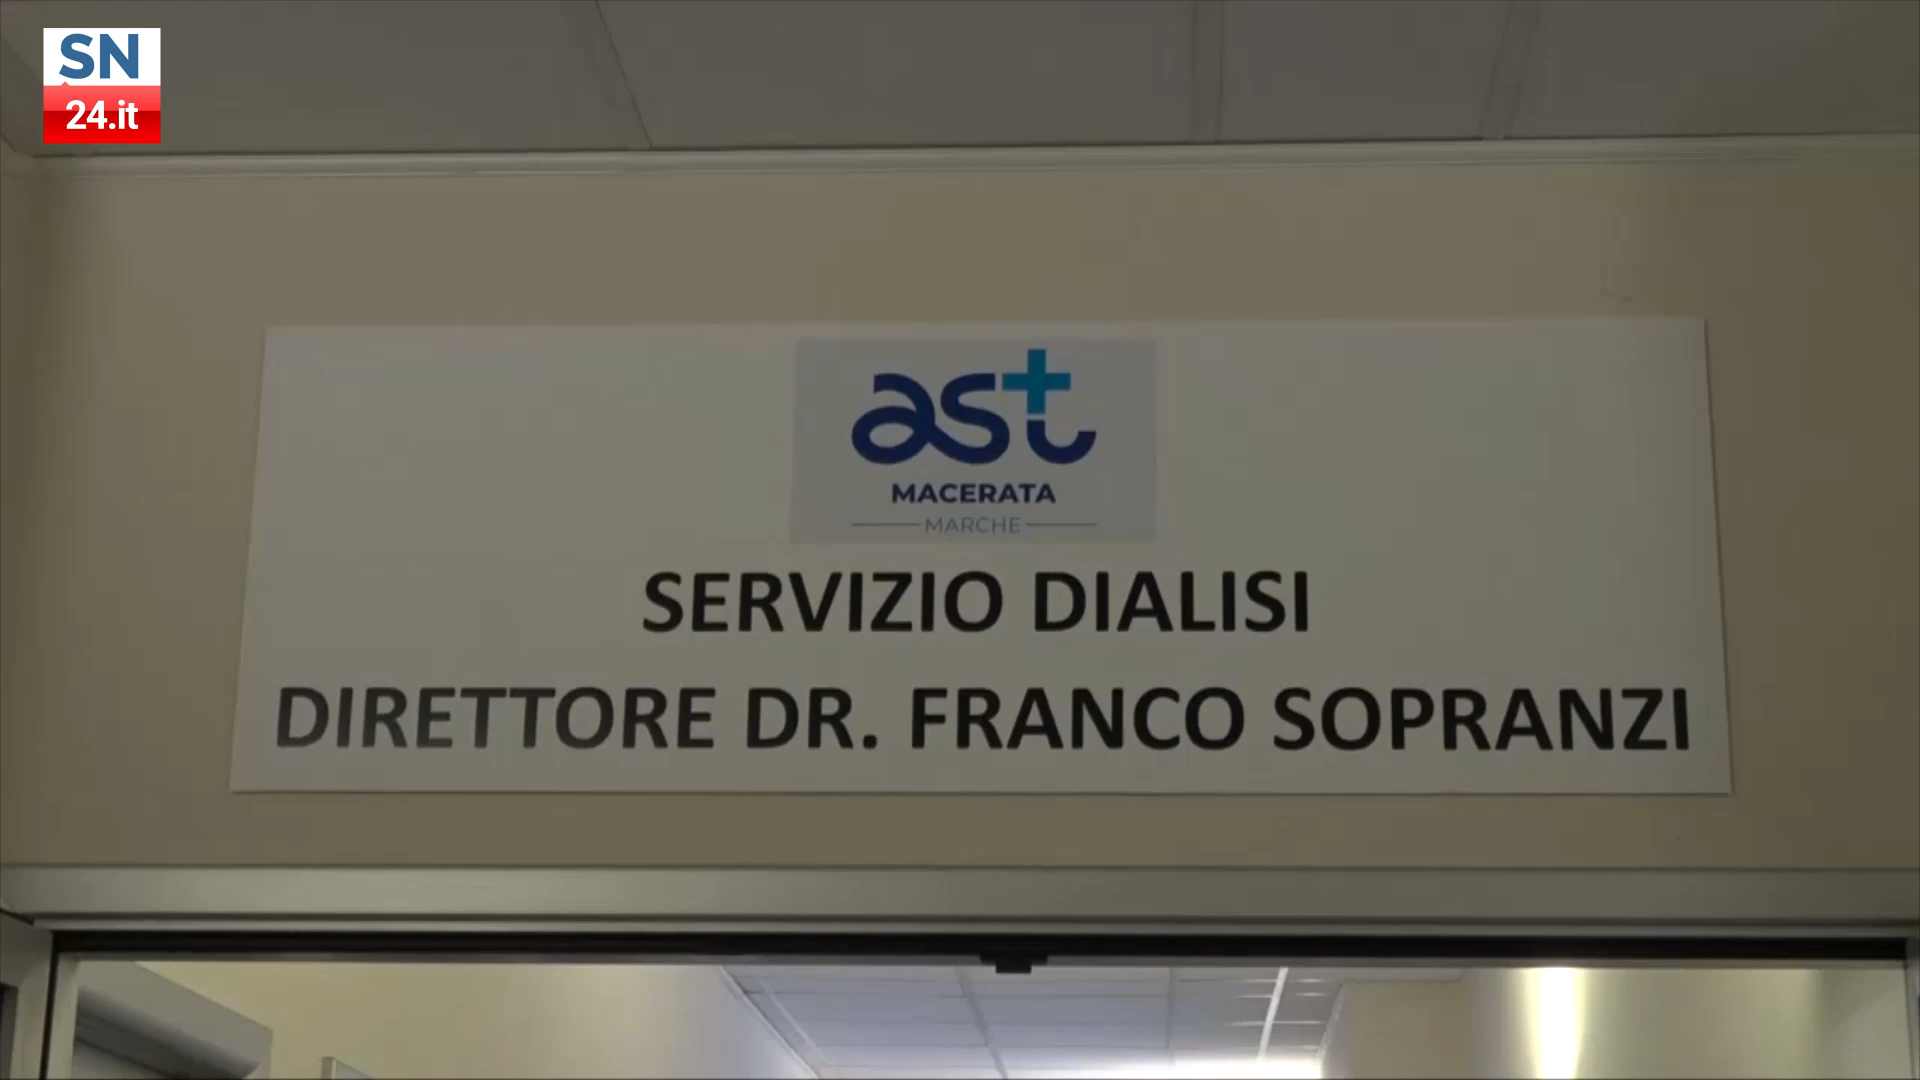 SN
24.it
ast
MACERATA
MARCHE
SERVIZIO DIALISI
DIRETTORE DR. FRANCO SOPRANZI